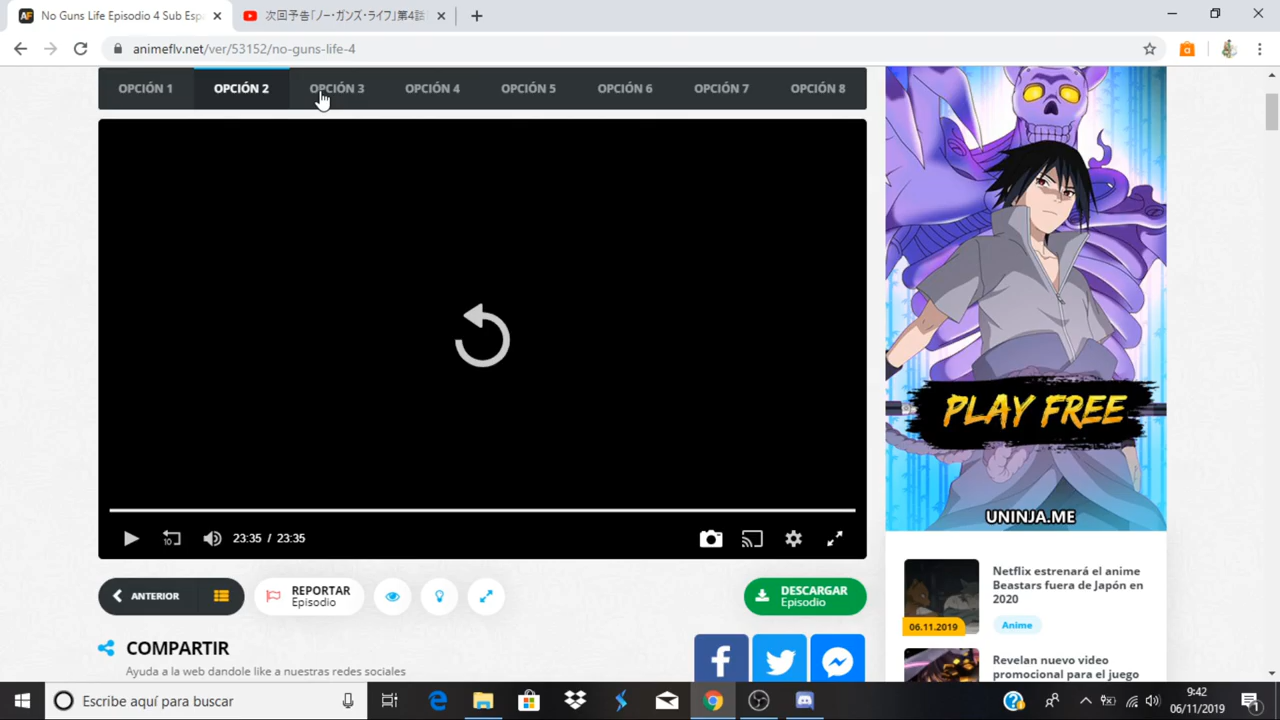 No Guns Life Episodio 4 Sub Esp
次回予告「ノー・ガンズ・ライフ」第4話
animeflv.net/ver/53152/no-guns-life-4
OPCIÓN 1
OPCIÓN 2
OPCIÓN 3
OPCIÓN 4
OPCIÓN 5
OPCIÓN 6
OPCIÓN 7
OPCIÓN 8
PLAY FREE
UNINJA.ME
10
23:35 / 23:35
ANTERIOR
REPORTAR
Episodio
DESCARGAR
Episodio
COMPARTIR
Ayuda a la web dandole like a nuestras redes sociales
Netflix estrenará el anime
Beastars fuera de Japón en
2020
06.11.2019
Anime
Revelan nuevo video
promocional para el juego
Escribe aquí para buscar
9:42
06/11/2019
1